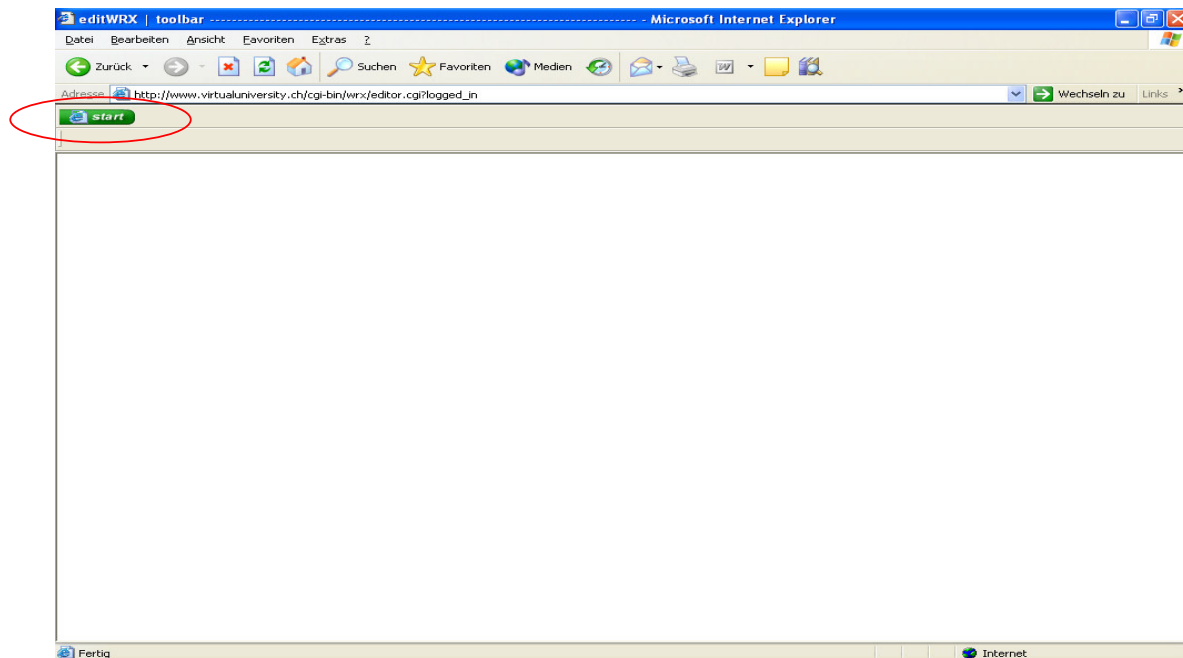 editWRX | toolbar ------------------------------------------------------------------------ - Microsoft Internet Explorer
Datei Bearbeiten Ansicht Favoriten Extras ?
Zurück Suchen Favoriten Medien
Adresse http://www.virtualuniversity.ch/cgi-bin/wrx/editor.cgi?logged_in Wechseln zu Links »
start
Fertig Internet